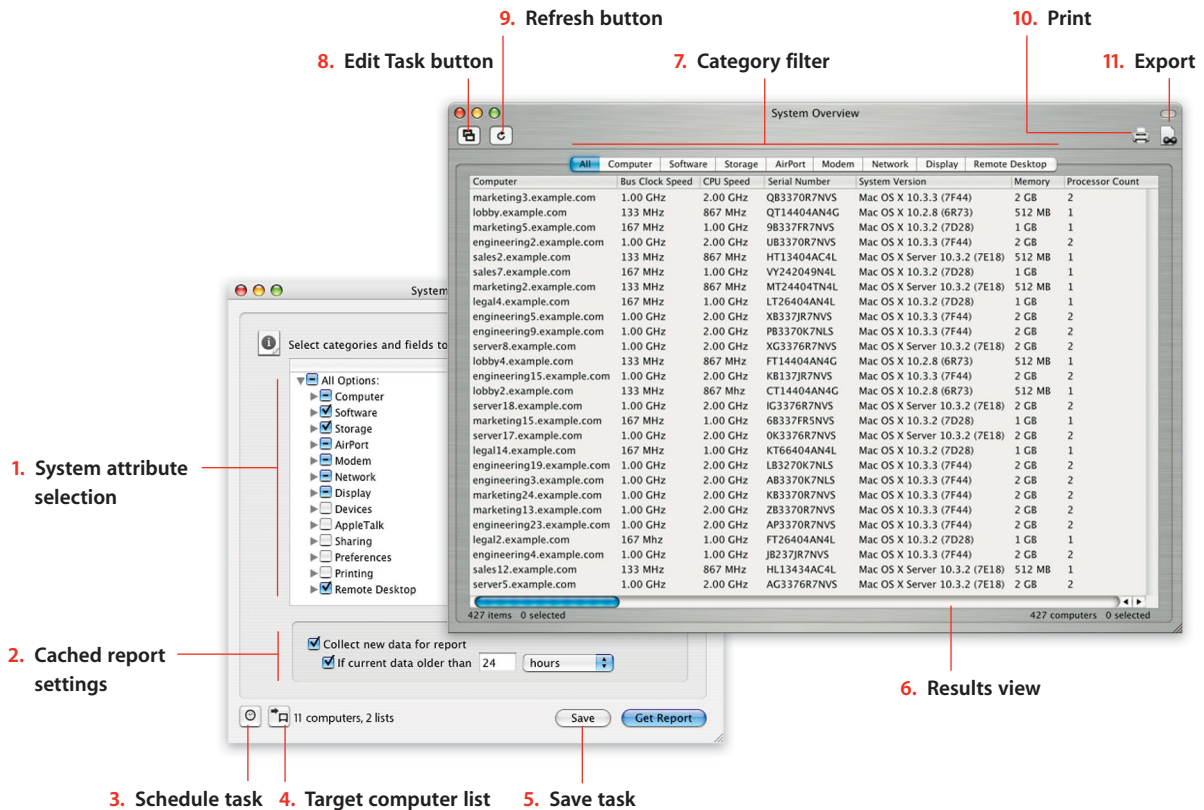 9. Refresh button
10. Print
8. Edit Task button
7. Category filter
11. Export
System Overview
All Computer Software Storage AirPort Modem Network Display Remote Desktop
Computer Bus Clock Speed CPU Speed Serial Number System Version Memory Processor Count
marketing3.example.com 1.00 GHz 2.00 GHz QB3370R7NVS Mac OS X 10.3.3 (7F44) 2 GB 2
lobby.example.com 133 MHz 867 MHz QT14404AN4G Mac OS X 10.2.8 (6R73) 512 MB 1
marketing5.example.com 167 MHz 1.00 GHz 9B337FR7NVS Mac OS X 10.3.2 (7D28) 1 GB 1
engineering2.example.com 1.00 GHz 2.00 GHz UB3370R7NVS Mac OS X 10.3.3 (7F44) 2 GB 2
sales2.example.com 133 MHz 867 MHz HT13404AC4L Mac OS X Server 10.3.2 (7E18) 512 MB 1
sales7.example.com 167 MHz 1.00 GHz VY242049N4L Mac OS X 10.3.2 (7D28) 1 GB 1
marketing2.example.com 133 MHz 867 MHz MT24404TN4L Mac OS X Server 10.3.2 (7E18) 512 MB 1
legal4.example.com 167 MHz 1.00 GHz LT26404AN4L Mac OS X 10.3.2 (7D28) 1 GB 1
engineering5.example.com 1.00 GHz 2.00 GHz XB337JR7NVS Mac OS X 10.3.3 (7F44) 2 GB 2
engineering9.example.com 1.00 GHz 2.00 GHz PB3370K7NLS Mac OS X 10.3.3 (7F44) 2 GB 2
server8.example.com 1.00 GHz 2.00 GHz XG3376R7NVS Mac OS X Server 10.3.2 (7E18) 2 GB 2
lobby4.example.com 133 MHz 867 MHz FT14404AN4G Mac OS X 10.2.8 (6R73) 512 MB 1
engineering15.example.com 1.00 GHz 2.00 GHz KB137JR7NVS Mac OS X 10.3.3 (7F44) 2 GB 2
lobby2.example.com 133 MHz 867 Mhz CT14404AN4G Mac OS X 10.2.8 (6R73) 512 MB 1
server18.example.com 1.00 GHz 2.00 GHz IG3376R7NVS Mac OS X Server 10.3.2 (7E18) 2 GB 2
marketing15.example.com 167 MHz 1.00 GHz 6B337FR5NVS Mac OS X 10.3.2 (7D28) 1 GB 1
server17.example.com 1.00 GHz 2.00 GHz 0K3376R7NVS Mac OS X Server 10.3.2 (7E18) 2 GB 2
legal14.example.com 167 MHz 1.00 GHz KT66404AN4L Mac OS X 10.3.2 (7D28) 1 GB 1
engineering19.example.com 1.00 GHz 2.00 GHz LB3270K7NLS Mac OS X 10.3.3 (7F44) 2 GB 2
engineering3.example.com 1.00 GHz 2.00 GHz AB3370K7NLS Mac OS X 10.3.3 (7F44) 2 GB 2
marketing24.example.com 1.00 GHz 2.00 GHz KB3370R7NVS Mac OS X 10.3.3 (7F44) 2 GB 2
marketing13.example.com 1.00 GHz 2.00 GHz ZB3370R7NVS Mac OS X 10.3.3 (7F44) 2 GB 2
engineering23.example.com 1.00 GHz 2.00 GHz AP3370R7NVS Mac OS X 10.3.3 (7F44) 2 GB 2
legal2.example.com 167 Mhz 1.00 GHz FT26404AN4L Mac OS X 10.3.2 (7D28) 1 GB 1
engineering4.example.com 1.00 GHz 1.00 GHz JB237JR7NVS Mac OS X 10.3.3 (7F44) 2 GB 2
sales12.example.com 133 MHz 867 MHz HL13434AC4L Mac OS X Server 10.3.2 (7E18) 512 MB 1
server5.example.com 1.00 GHz 2.00 GHz AG3376R7NVS Mac OS X Server 10.3.2 (7E18) 2 GB 2
427 items 0 selected
427 computers 0 selected
System
Select categories and fields to
All Options:
Computer
Software
Storage
AirPort
Modem
Network
Display
Devices
AppleTalk
Sharing
Preferences
Printing
Remote Desktop
1. System attribute
selection
Collect new data for report
If current data older than 24 hours
2. Cached report
settings
6. Results view
11 computers, 2 lists
Save
Get Report
3. Schedule task
4. Target computer list
5. Save task